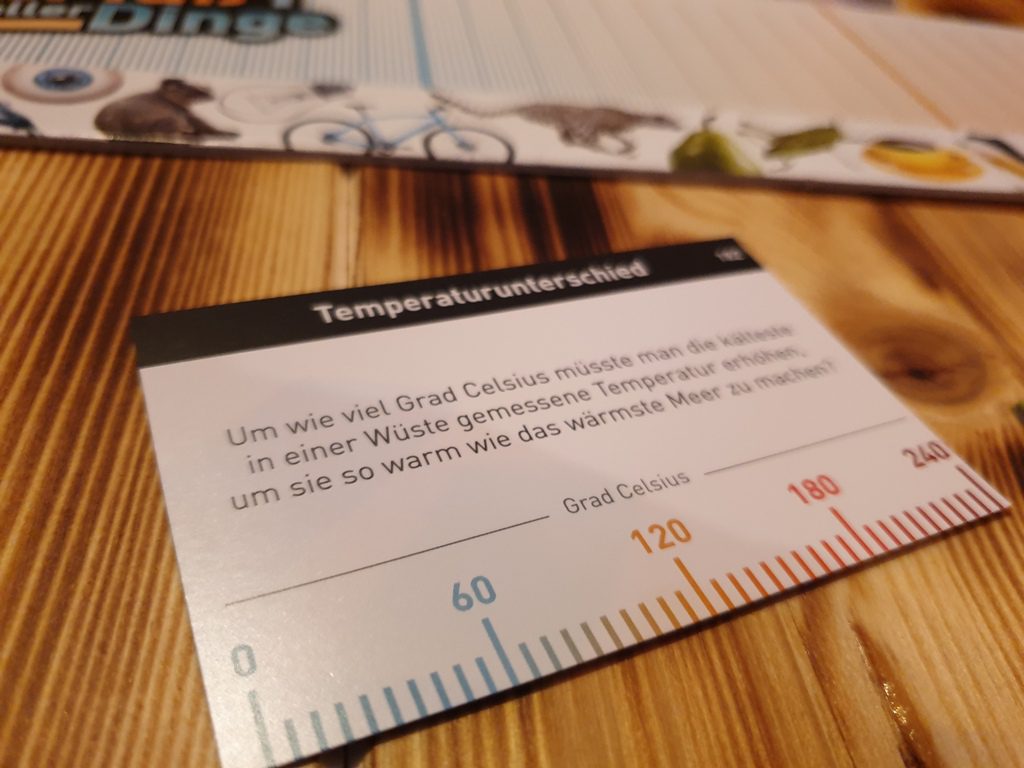 Dinge
Temperaturunterschied
Um wie viel Grad Celsius müsste man die kälteste
in einer Wüste gemessene Temperatur erhöhen,
um sie so warm wie das wärmste Meer zu machen?
Grad Celsius
0
60
120
180
240